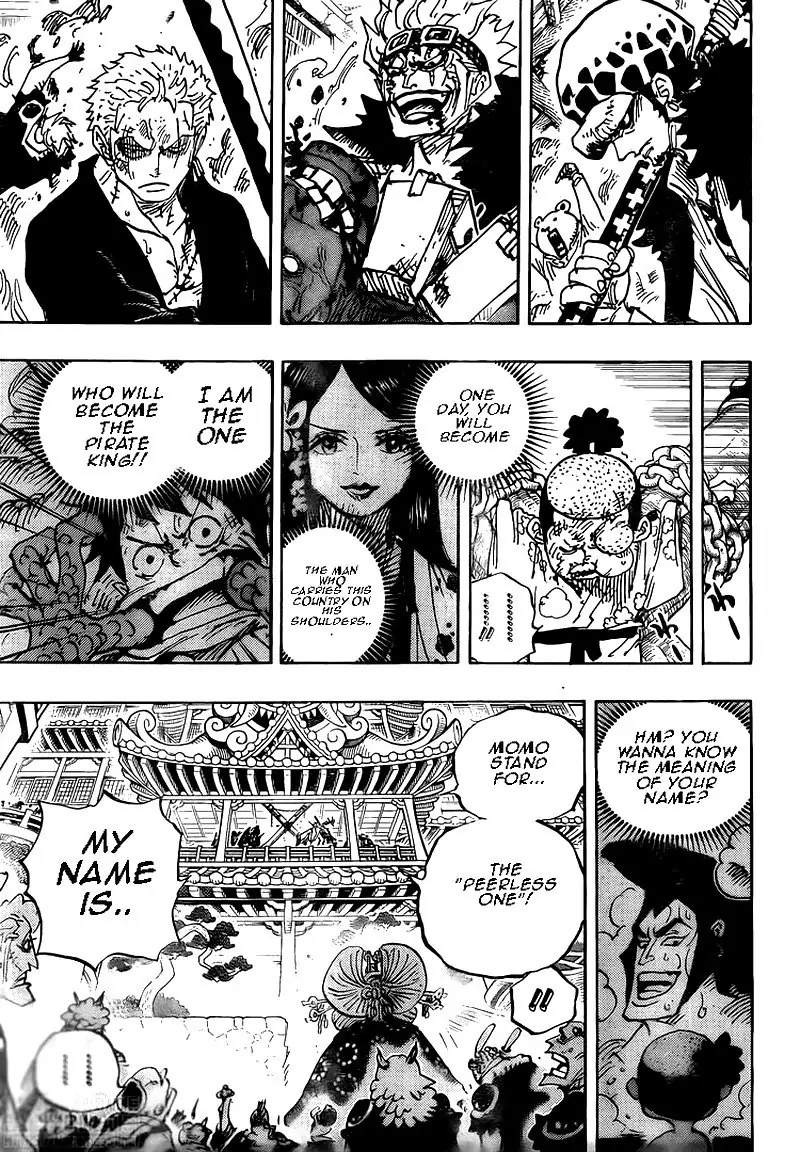 ONE
DAY, YOU
WILL
BECOME
............!!
THE MAN
WHO
CARRIES THIS
COUNTRY ON
HIS
SHOULDERS..
I AM
THE
ONE
WHO WILL
BECOME
THE
PIRATE
KING!!
HM? YOU
WANNA KNOW
THE MEANING
OF YOUR
NAME?
MOMO
STAND
FOR...
THE
"PEERLESS
ONE"!
!!
MY
NAME
IS..